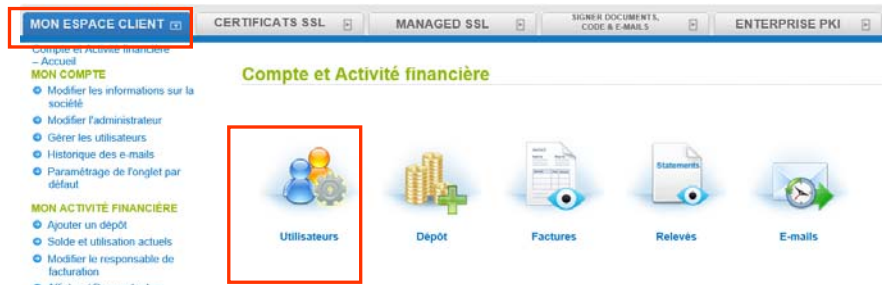 MON ESPACE CLIENT
CERTIFICATS SSL
MANAGED SSL
SIGNER DOCUMENTS,
CODE & E-MAILS
ENTERPRISE PKI
Compte et Activité financière
– Accueil
MON COMPTE
Modifier les informations sur la
société
Modifier l'administrateur
Gérer les utilisateurs
Historique des e-mails
Paramétrage de l'onglet par
défaut
MON ACTIVITÉ FINANCIÈRE
Ajouter un dépôt
Solde et utilisation actuels
Modifier le responsable de
facturation
Compte et Activité financière
Statements
Utilisateurs
Dépôt
Factures
Relevés
E-mails